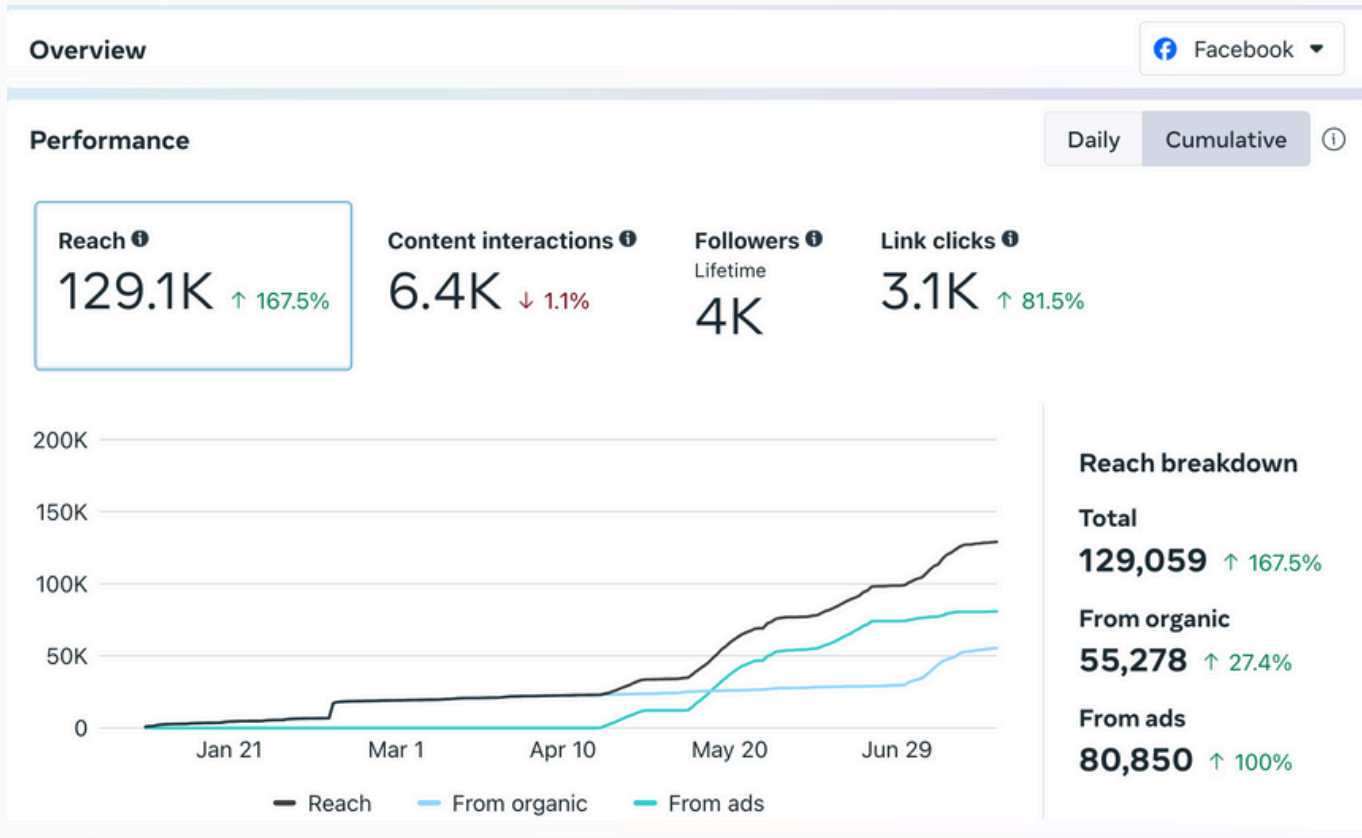 Overview
Facebook
Performance
Daily Cumulative
Reach
129.1K ↑ 167.5%
Content interactions
6.4K ↓ 1.1%
Followers
Lifetime
4K
Link clicks
3.1K ↑ 81.5%
200K
150K
100K
50K
0
Jan 21 Mar 1 Apr 10 May 20 Jun 29
Reach From organic From ads
Reach breakdown
Total
129,059 ↑ 167.5%
From organic
55,278 ↑ 27.4%
From ads
80,850 ↑ 100%